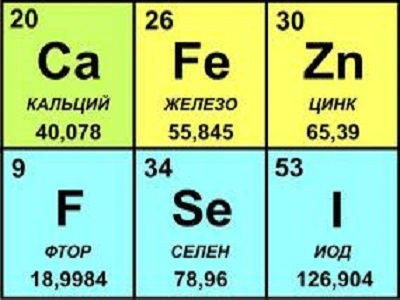 20 26 30
Ca Fe Zn
КАЛЬЦИЙ ЖЕЛЕЗО ЦИНК
40,078 55,845 65,39
9 34 53
F Se I
ФТОР СЕЛЕН ИОД
18,9984 78,96 126,904